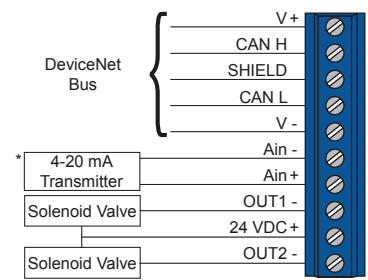 V +
CAN H
DeviceNet
Bus
SHIELD
CAN L
V -
Ain -
* 4-20 mA
Transmitter
Ain +
OUT1 -
Solenoid Valve
24 VDC +
OUT2 -
Solenoid Valve